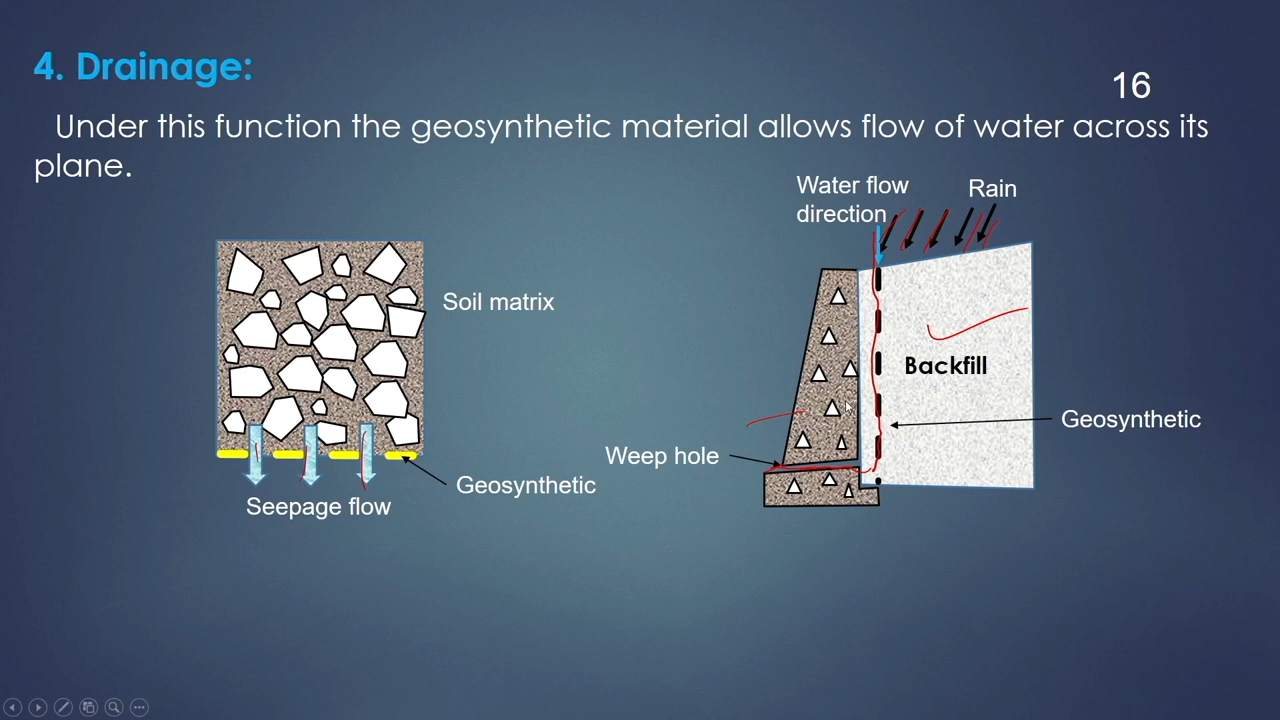 4. Drainage:
16
Under this function the geosynthetic material allows flow of water across its
plane.
Water flow
direction
Rain
Soil matrix
Backfill
Geosynthetic
Weep hole
Geosynthetic
Seepage flow